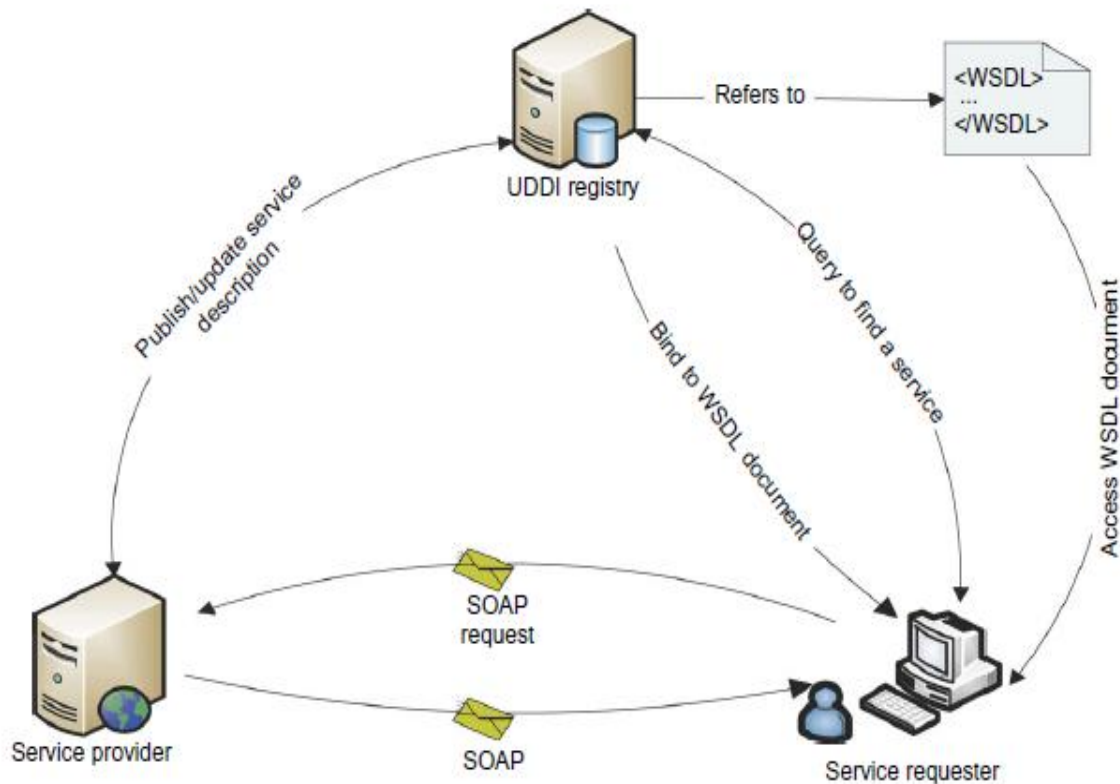 Refers to
<WSDL>
...
</WSDL>
UDDI registry
Publish/update service
description
Query to find a service
Bind to WSDL document
Access WSDL document
SOAP
request
SOAP
Service provider
Service requester